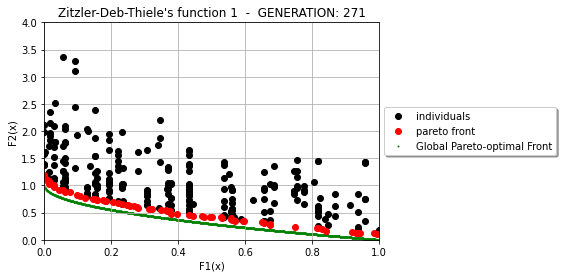 Zitzler-Deb-Thiele's function 1 - GENERATION: 271
4.0
3.5
3.0
2.5
2.0
1.5
1.0
0.5
0.0
F2(x)
0.0 0.2 0.4 0.6 0.8 1.0
F1(x)
individuals
pareto front
Global Pareto-optimal Front